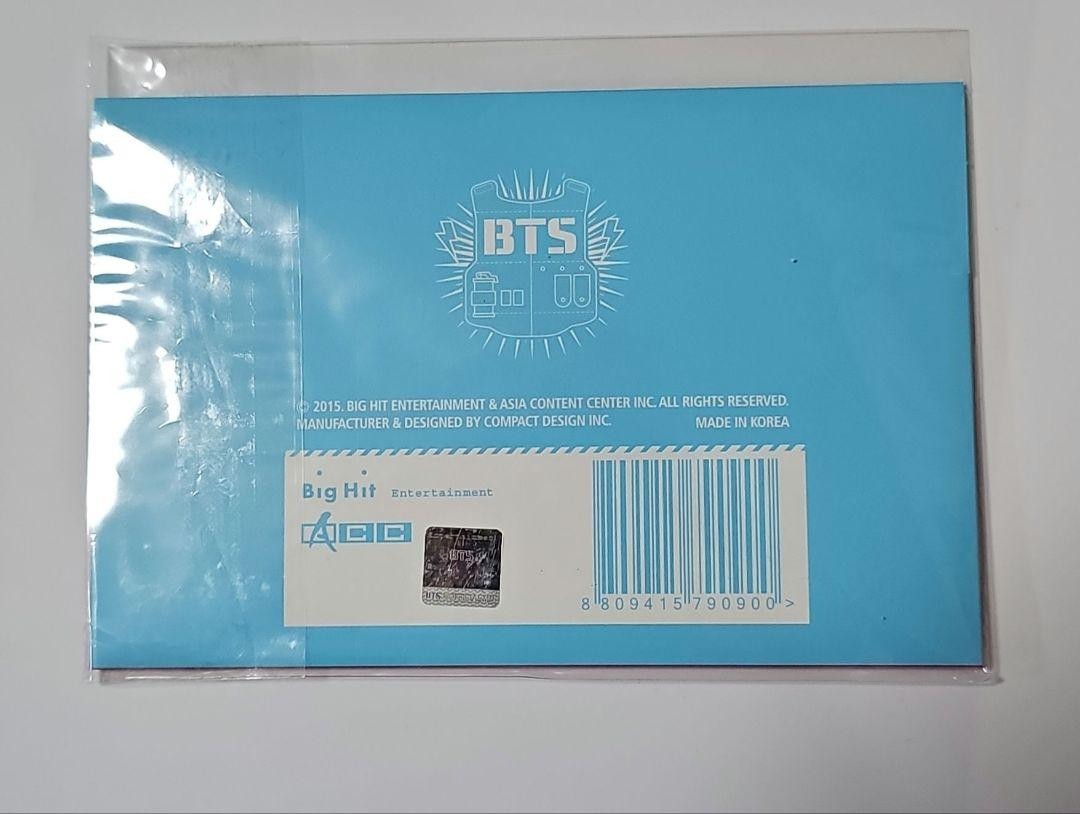 BTS
© 2015. BIG HIT ENTERTAINMENT & ASIA CONTENT CENTER INC. ALL RIGHTS RESERVED.
MANUFACTURER & DESIGNED BY COMPACT DESIGN INC. MADE IN KOREA
Big Hit Entertainment
ACC
BTS
BTS
8 809415 790900 >